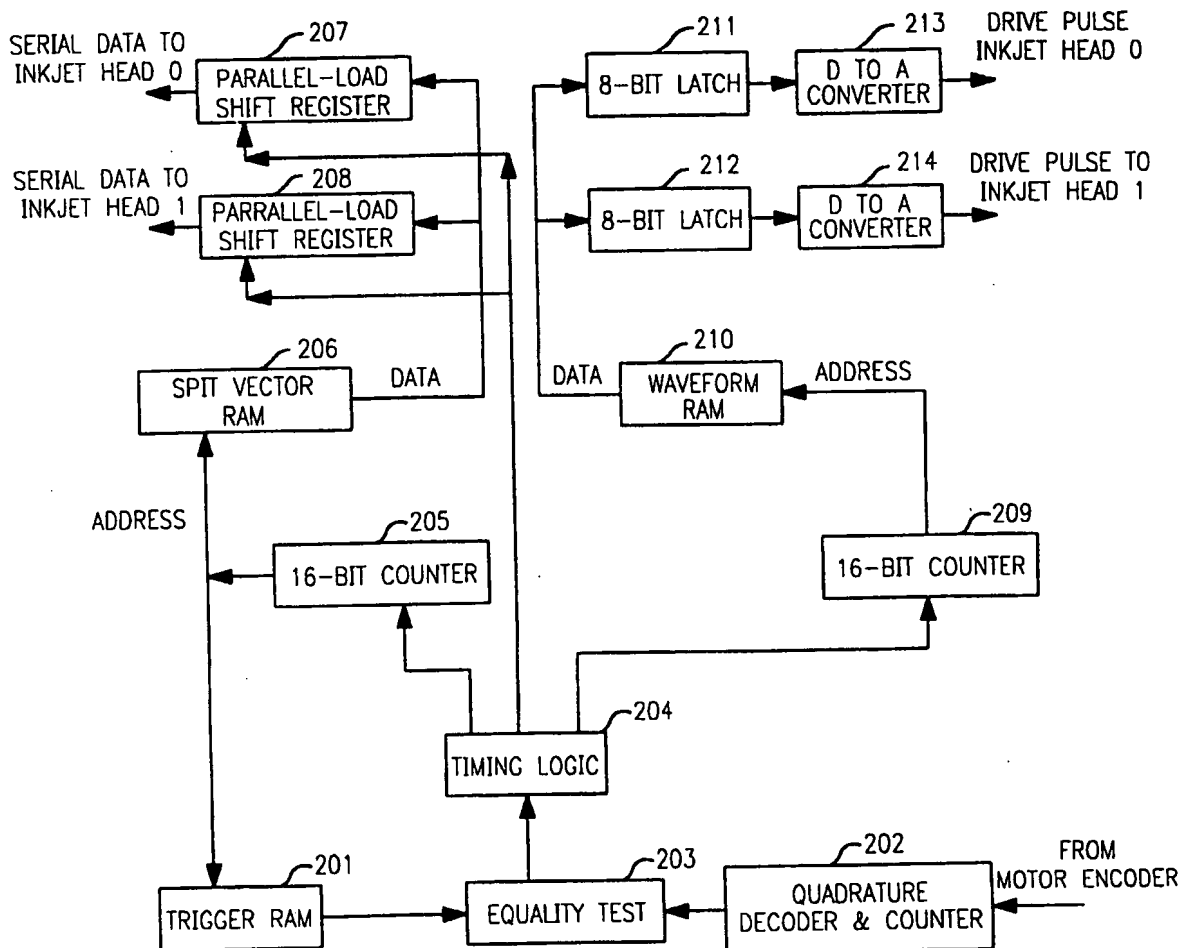 SERIAL DATA TO
INKJET HEAD 0
207
PARALLEL-LOAD
SHIFT REGISTER
211
8-BIT LATCH
213
D TO A
CONVERTER
DRIVE PULSE
INKJET HEAD 0
SERIAL DATA TO
INKJET HEAD 1
208
PARRALLEL-LOAD
SHIFT REGISTER
212
8-BIT LATCH
214
D TO A
CONVERTER
DRIVE PULSE TO
INKJET HEAD 1
206
SPIT VECTOR
RAM
DATA
DATA
210
WAVEFORM
RAM
ADDRESS
ADDRESS
205
16-BIT COUNTER
209
16-BIT COUNTER
204
TIMING LOGIC
201
TRIGGER RAM
203
EQUALITY TEST
202
QUADRATURE
DECODER & COUNTER
FROM
MOTOR ENCODER